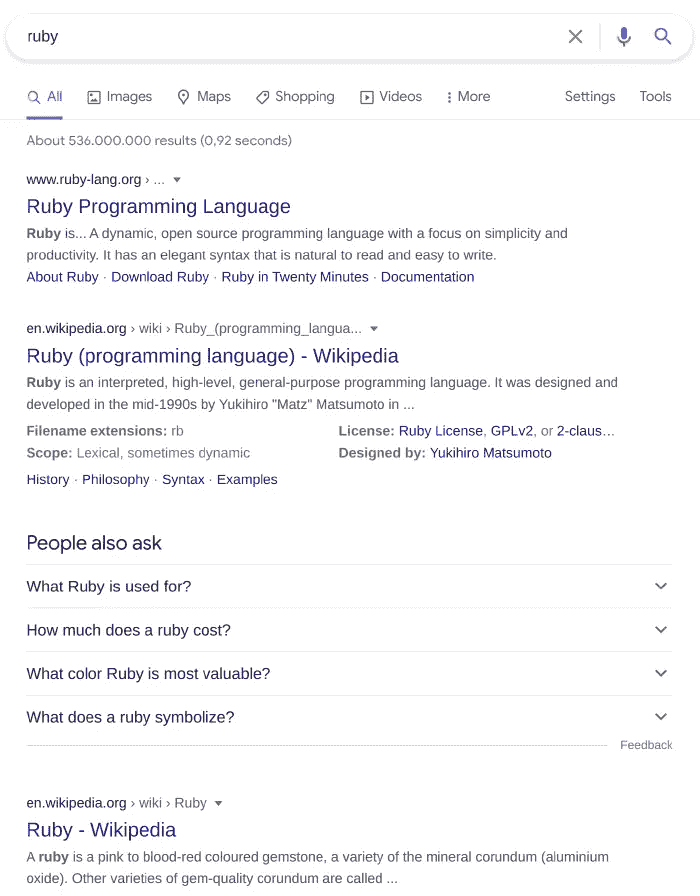 ruby
All Images Maps Shopping Videos More Settings Tools
About 536.000.000 results (0,92 seconds)
www.ruby-lang.org › ...
Ruby Programming Language
Ruby is... A dynamic, open source programming language with a focus on simplicity and
productivity. It has an elegant syntax that is natural to read and easy to write.
About Ruby · Download Ruby · Ruby in Twenty Minutes · Documentation
en.wikipedia.org › wiki › Ruby_(programming_langua...
Ruby (programming language) - Wikipedia
Ruby is an interpreted, high-level, general-purpose programming language. It was designed and
developed in the mid-1990s by Yukihiro "Matz" Matsumoto in ...
Filename extensions: rb License: Ruby License, GPLv2, or 2-claus...
Scope: Lexical, sometimes dynamic Designed by: Yukihiro Matsumoto
History · Philosophy · Syntax · Examples
People also ask
What Ruby is used for?
How much does a ruby cost?
What color Ruby is most valuable?
What does a ruby symbolize?
Feedback
en.wikipedia.org › wiki › Ruby
Ruby - Wikipedia
A ruby is a pink to blood-red coloured gemstone, a variety of the mineral corundum (aluminium
oxide). Other varieties of gem-quality corundum are called ...